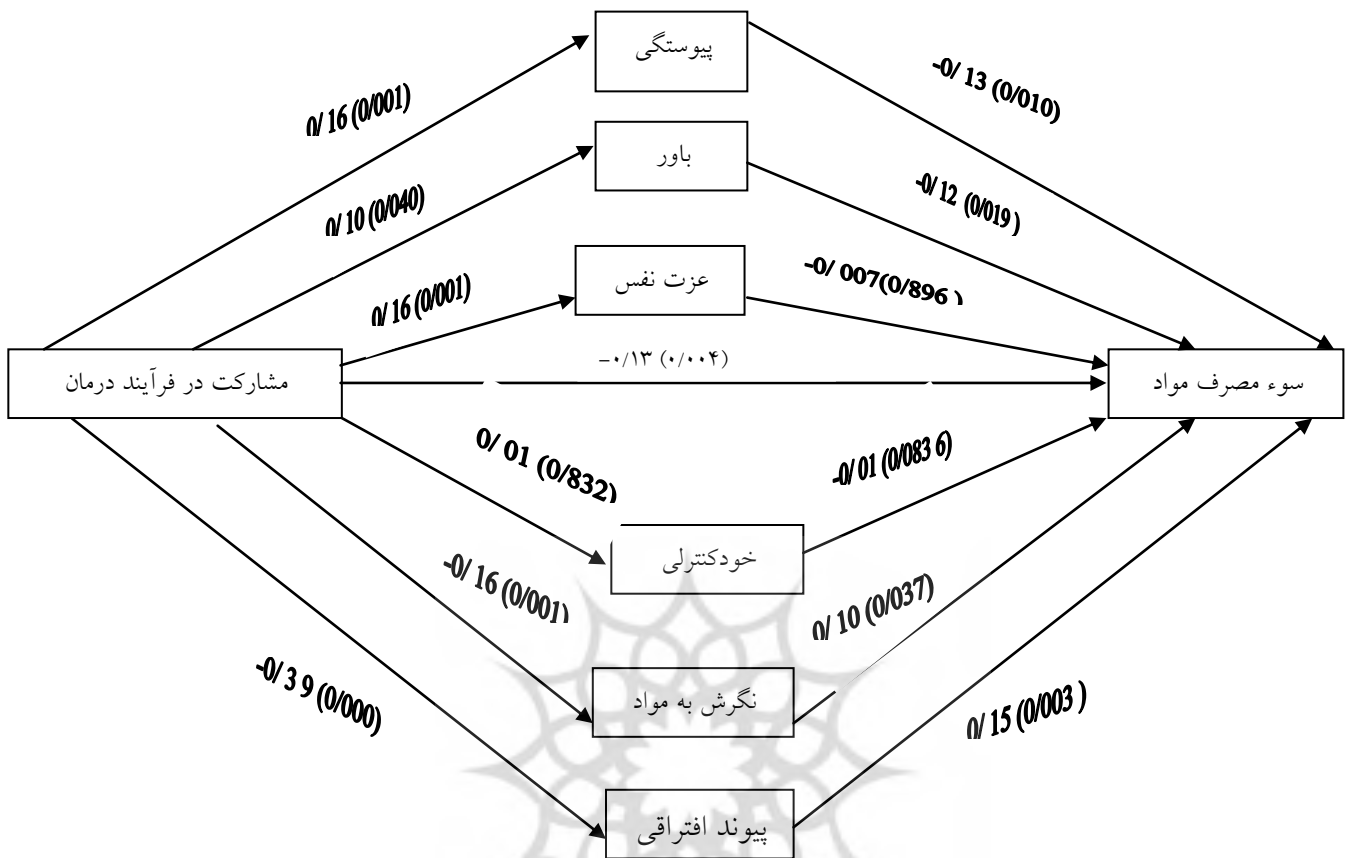 پیوستگی
-0/ 13 (0/010)
0/ 16 (0/001)
باور
0/ 10 (0/040)
-0/ 12 (0/019 )
عزت نفس
0/ 16 (0/001)
-0/ 007(0/896 )
-۰/۱۳ (۰/۰۰۴)
مشارکت در فرآیند درمان
سوء مصرف مواد
0/ 01 (0/832)
-0/ 01 (0/083 6)
خودکنترلی
-0/ 16 (0/001)
0/ 10 (0/037)
نگرش به مواد
-0/ 3 9 (0/000)
0/ 15 (0/003 )
پیوند افتراقی